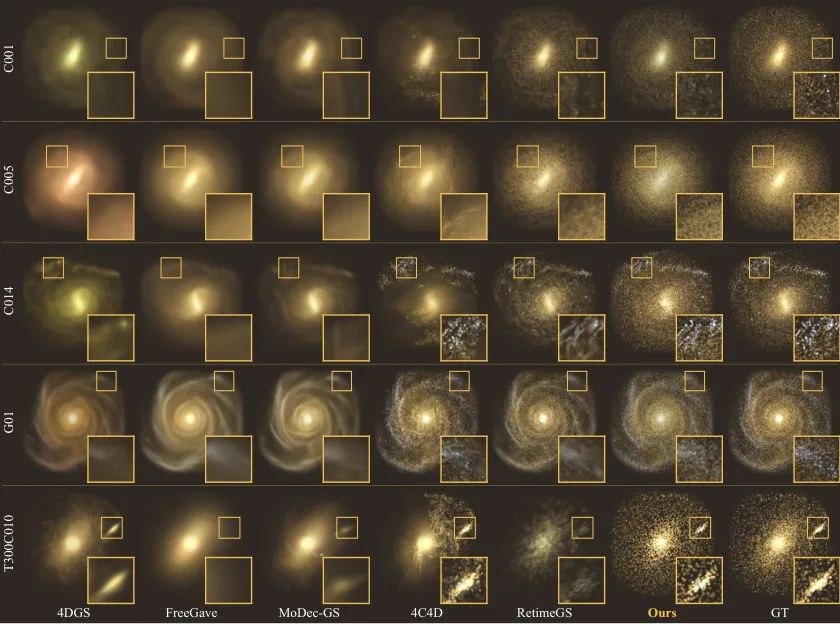 C001
C005
C014
G01
T300C010
4DGS FreeGave MoDec-GS 4C4D RetimeGS Ours GT